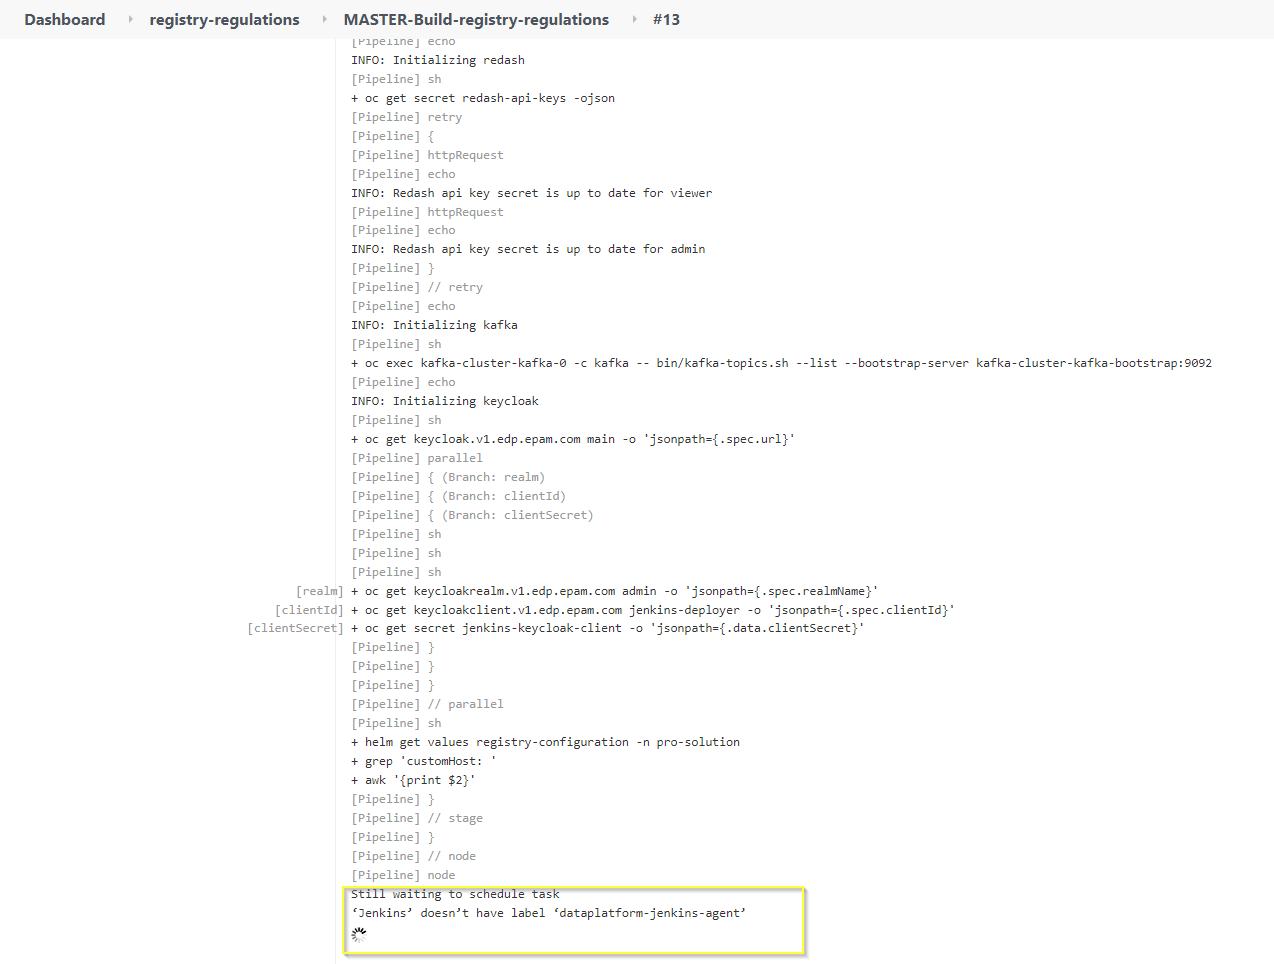 Dashboard registry-regulations MASTER-Build-registry-regulations #13
[Pipeline] echo
INFO: Initializing redash
[Pipeline] sh
+ oc get secret redash-api-keys -ojson
[Pipeline] retry
[Pipeline] {
[Pipeline] httpRequest
[Pipeline] echo
INFO: Redash api key secret is up to date for viewer
[Pipeline] httpRequest
[Pipeline] echo
INFO: Redash api key secret is up to date for admin
[Pipeline] }
[Pipeline] // retry
[Pipeline] echo
INFO: Initializing kafka
[Pipeline] sh
+ oc exec kafka-cluster-kafka-0 -c kafka -- bin/kafka-topics.sh --list --bootstrap-server kafka-cluster-kafka-bootstrap:9092
[Pipeline] echo
INFO: Initializing keycloak
[Pipeline] sh
+ oc get keycloak.v1.edp.epam.com main -o 'jsonpath={.spec.url}'
[Pipeline] parallel
[Pipeline] { (Branch: realm)
[Pipeline] { (Branch: clientId)
[Pipeline] { (Branch: clientSecret)
[Pipeline] sh
[Pipeline] sh
[Pipeline] sh
[realm] + oc get keycloakrealm.v1.edp.epam.com admin -o 'jsonpath={.spec.realmName}'
[clientId] + oc get keycloakclient.v1.edp.epam.com jenkins-deployer -o 'jsonpath={.spec.clientId}'
[clientSecret] + oc get secret jenkins-keycloak-client -o 'jsonpath={.data.clientSecret}'
[Pipeline] }
[Pipeline] }
[Pipeline] }
[Pipeline] // parallel
[Pipeline] sh
+ helm get values registry-configuration -n pro-solution
+ grep 'customHost: '
+ awk '{print $2}'
[Pipeline] }
[Pipeline] // stage
[Pipeline] }
[Pipeline] // node
[Pipeline] node
Still waiting to schedule task
‘Jenkins’ doesn’t have label ‘dataplatform-jenkins-agent’